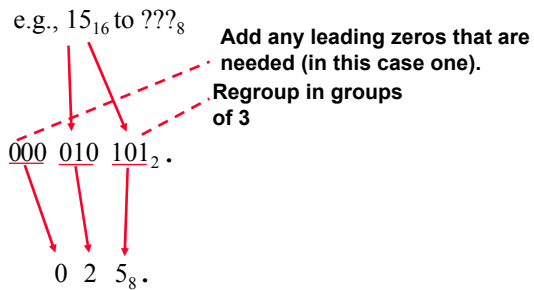 e.g., 15₁₆ to ???₈
Add any leading zeros that are
needed (in this case one).
Regroup in groups
of 3
000 010 101₂.
0 2 5₈.